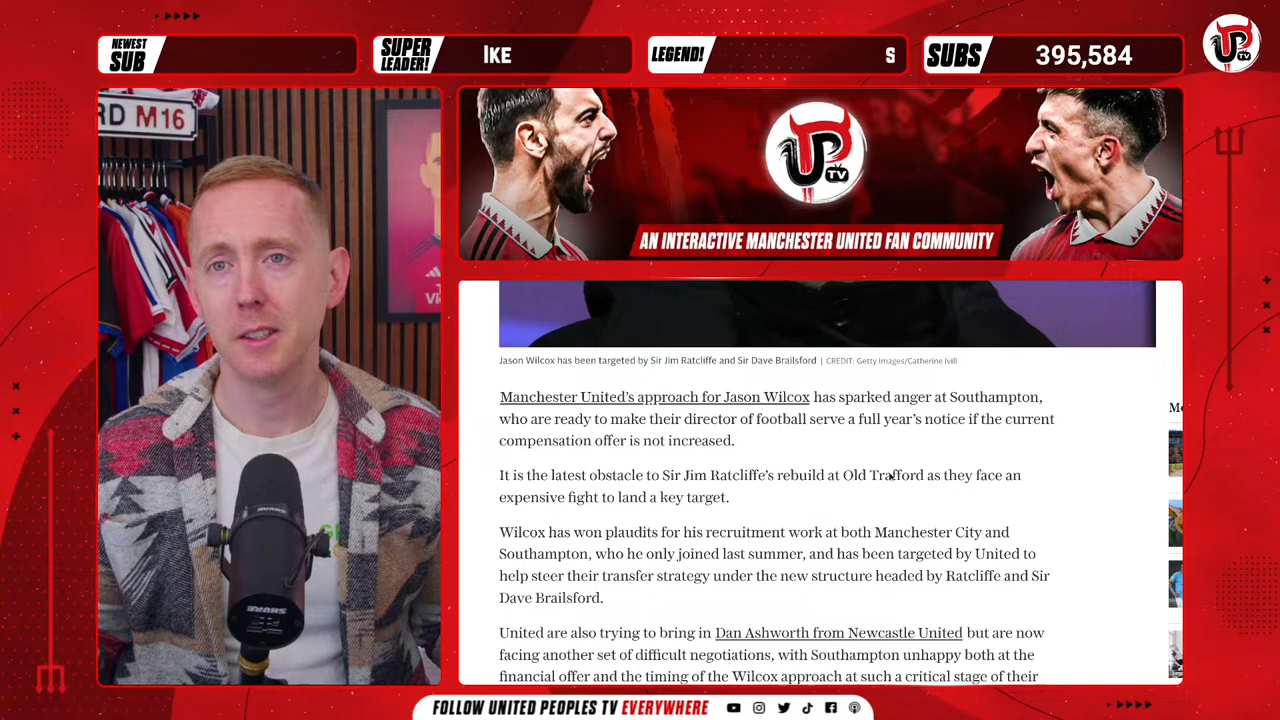 NEWEST
SUB
SUPER
LEADER!
IKE
LEGEND!
S
SUBS
395,584
UP
TV
RD M16
UP
TV
AN INTERACTIVE MANCHESTER UNITED FAN COMMUNITY
Jason Wilcox has been targeted by Sir Jim Ratcliffe and Sir Dave Brailsford | CREDIT: Getty Images/Catherine Ivill
Manchester United's approach for Jason Wilcox has sparked anger at Southampton,
who are ready to make their director of football serve a full year's notice if the current
compensation offer is not increased.
It is the latest obstacle to Sir Jim Ratcliffe's rebuild at Old Trafford as they face an
expensive fight to land a key target.
Wilcox has won plaudits for his recruitment work at both Manchester City and
Southampton, who he only joined last summer, and has been targeted by United to
help steer their transfer strategy under the new structure headed by Ratcliffe and Sir
Dave Brailsford.
United are also trying to bring in Dan Ashworth from Newcastle United but are now
facing another set of difficult negotiations, with Southampton unhappy both at the
financial offer and the timing of the Wilcox approach at such a critical stage of their
SHURE
FOLLOW UNITED PEOPLES TV EVERYWHERE